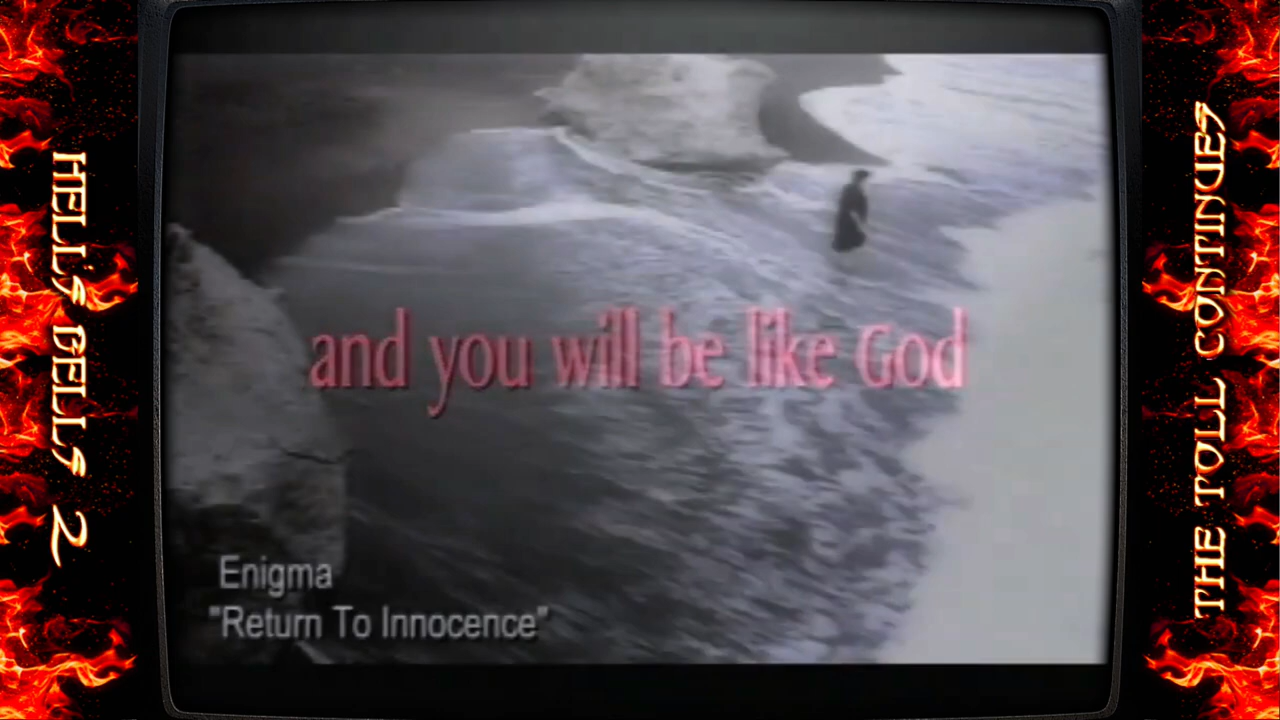 HELL'S BELLS 2
and you will be like God
Enigma
"Return To Innocence"
THE TOLL CONTINUES